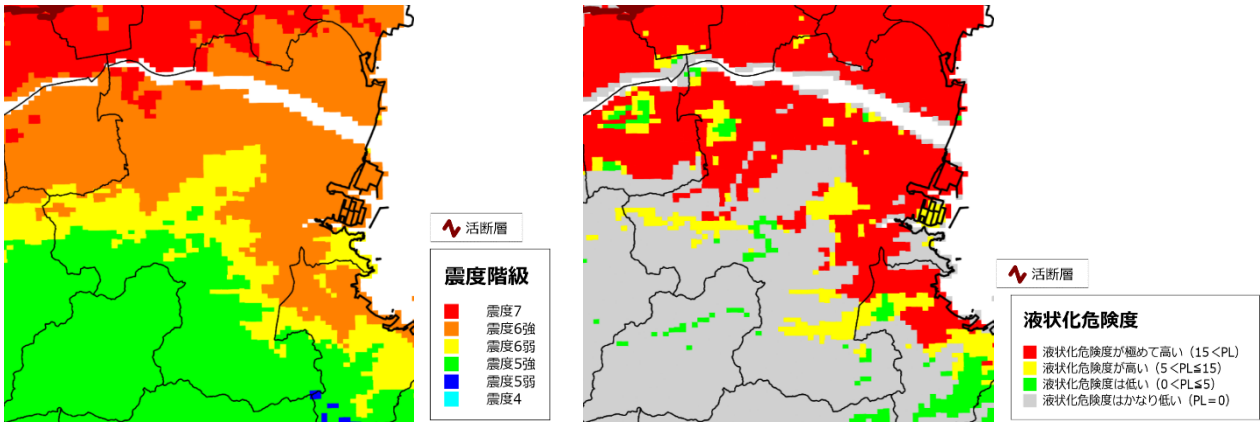 活断層
震度階級
震度7
震度6強
震度6弱
震度5強
震度5弱
震度4
活断層
液状化危険度
液状化危険度が極めて高い（15＜PL）
液状化危険度が高い（5＜PL≦15）
液状化危険度は低い（0＜PL≦5）
液状化危険度はかなり低い（PL＝0）